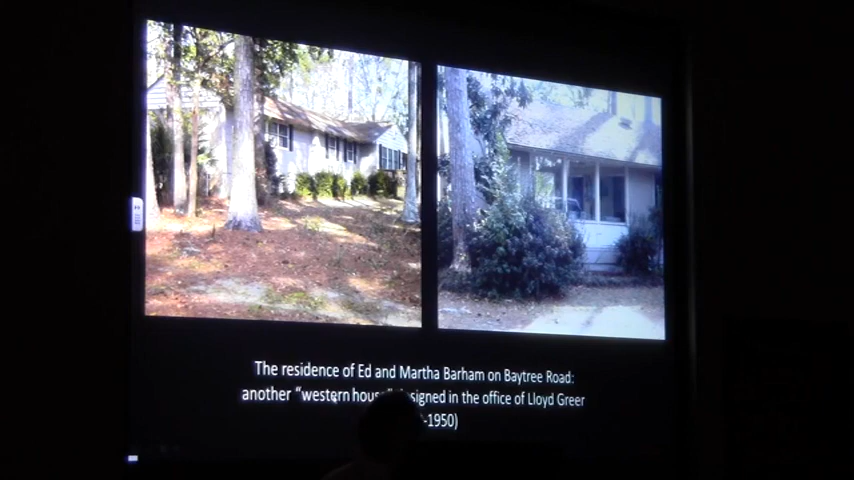 The residence of Ed and Martha Barham on Baytree Road:
another “western house” designed in the office of Lloyd Greer
-1950)